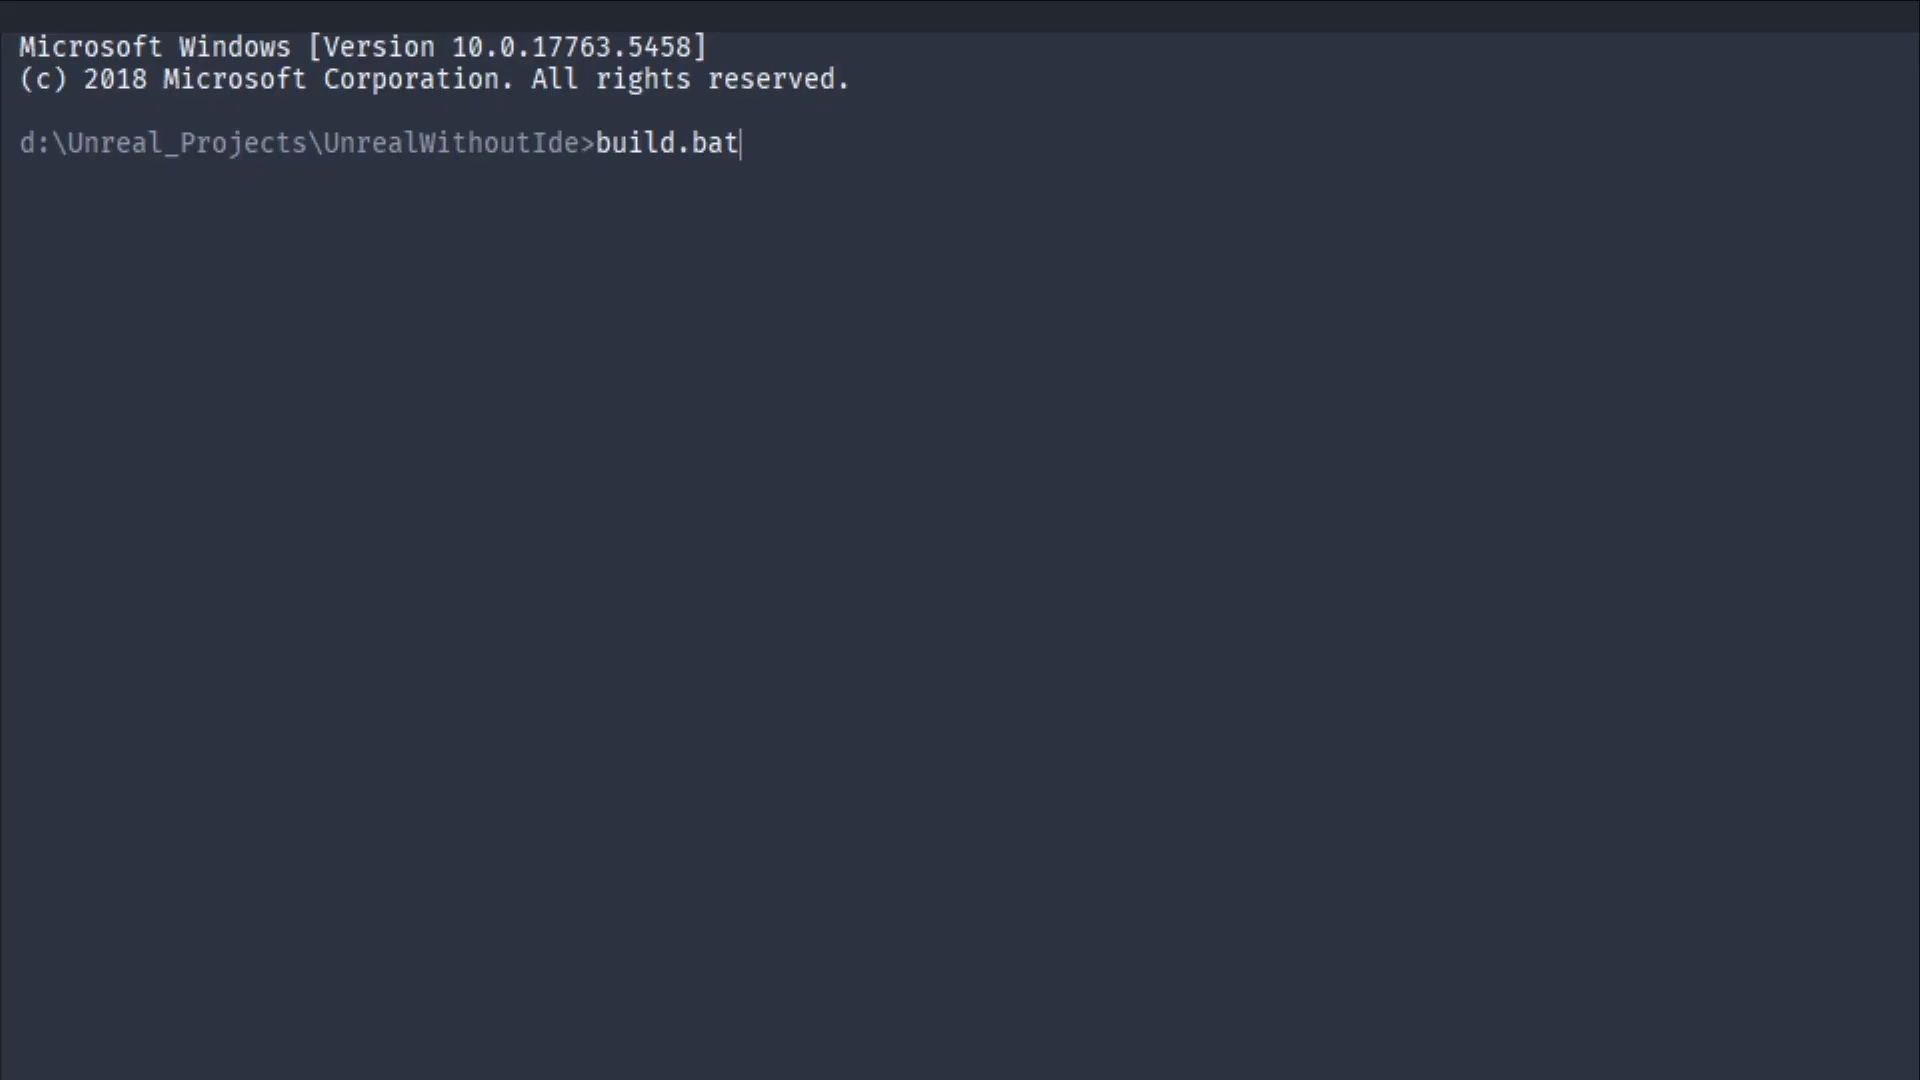 Microsoft Windows [Version 10.0.17763.5458]
(c) 2018 Microsoft Corporation. All rights reserved.
d:\Unreal_Projects\UnrealWithoutIde>build.bat